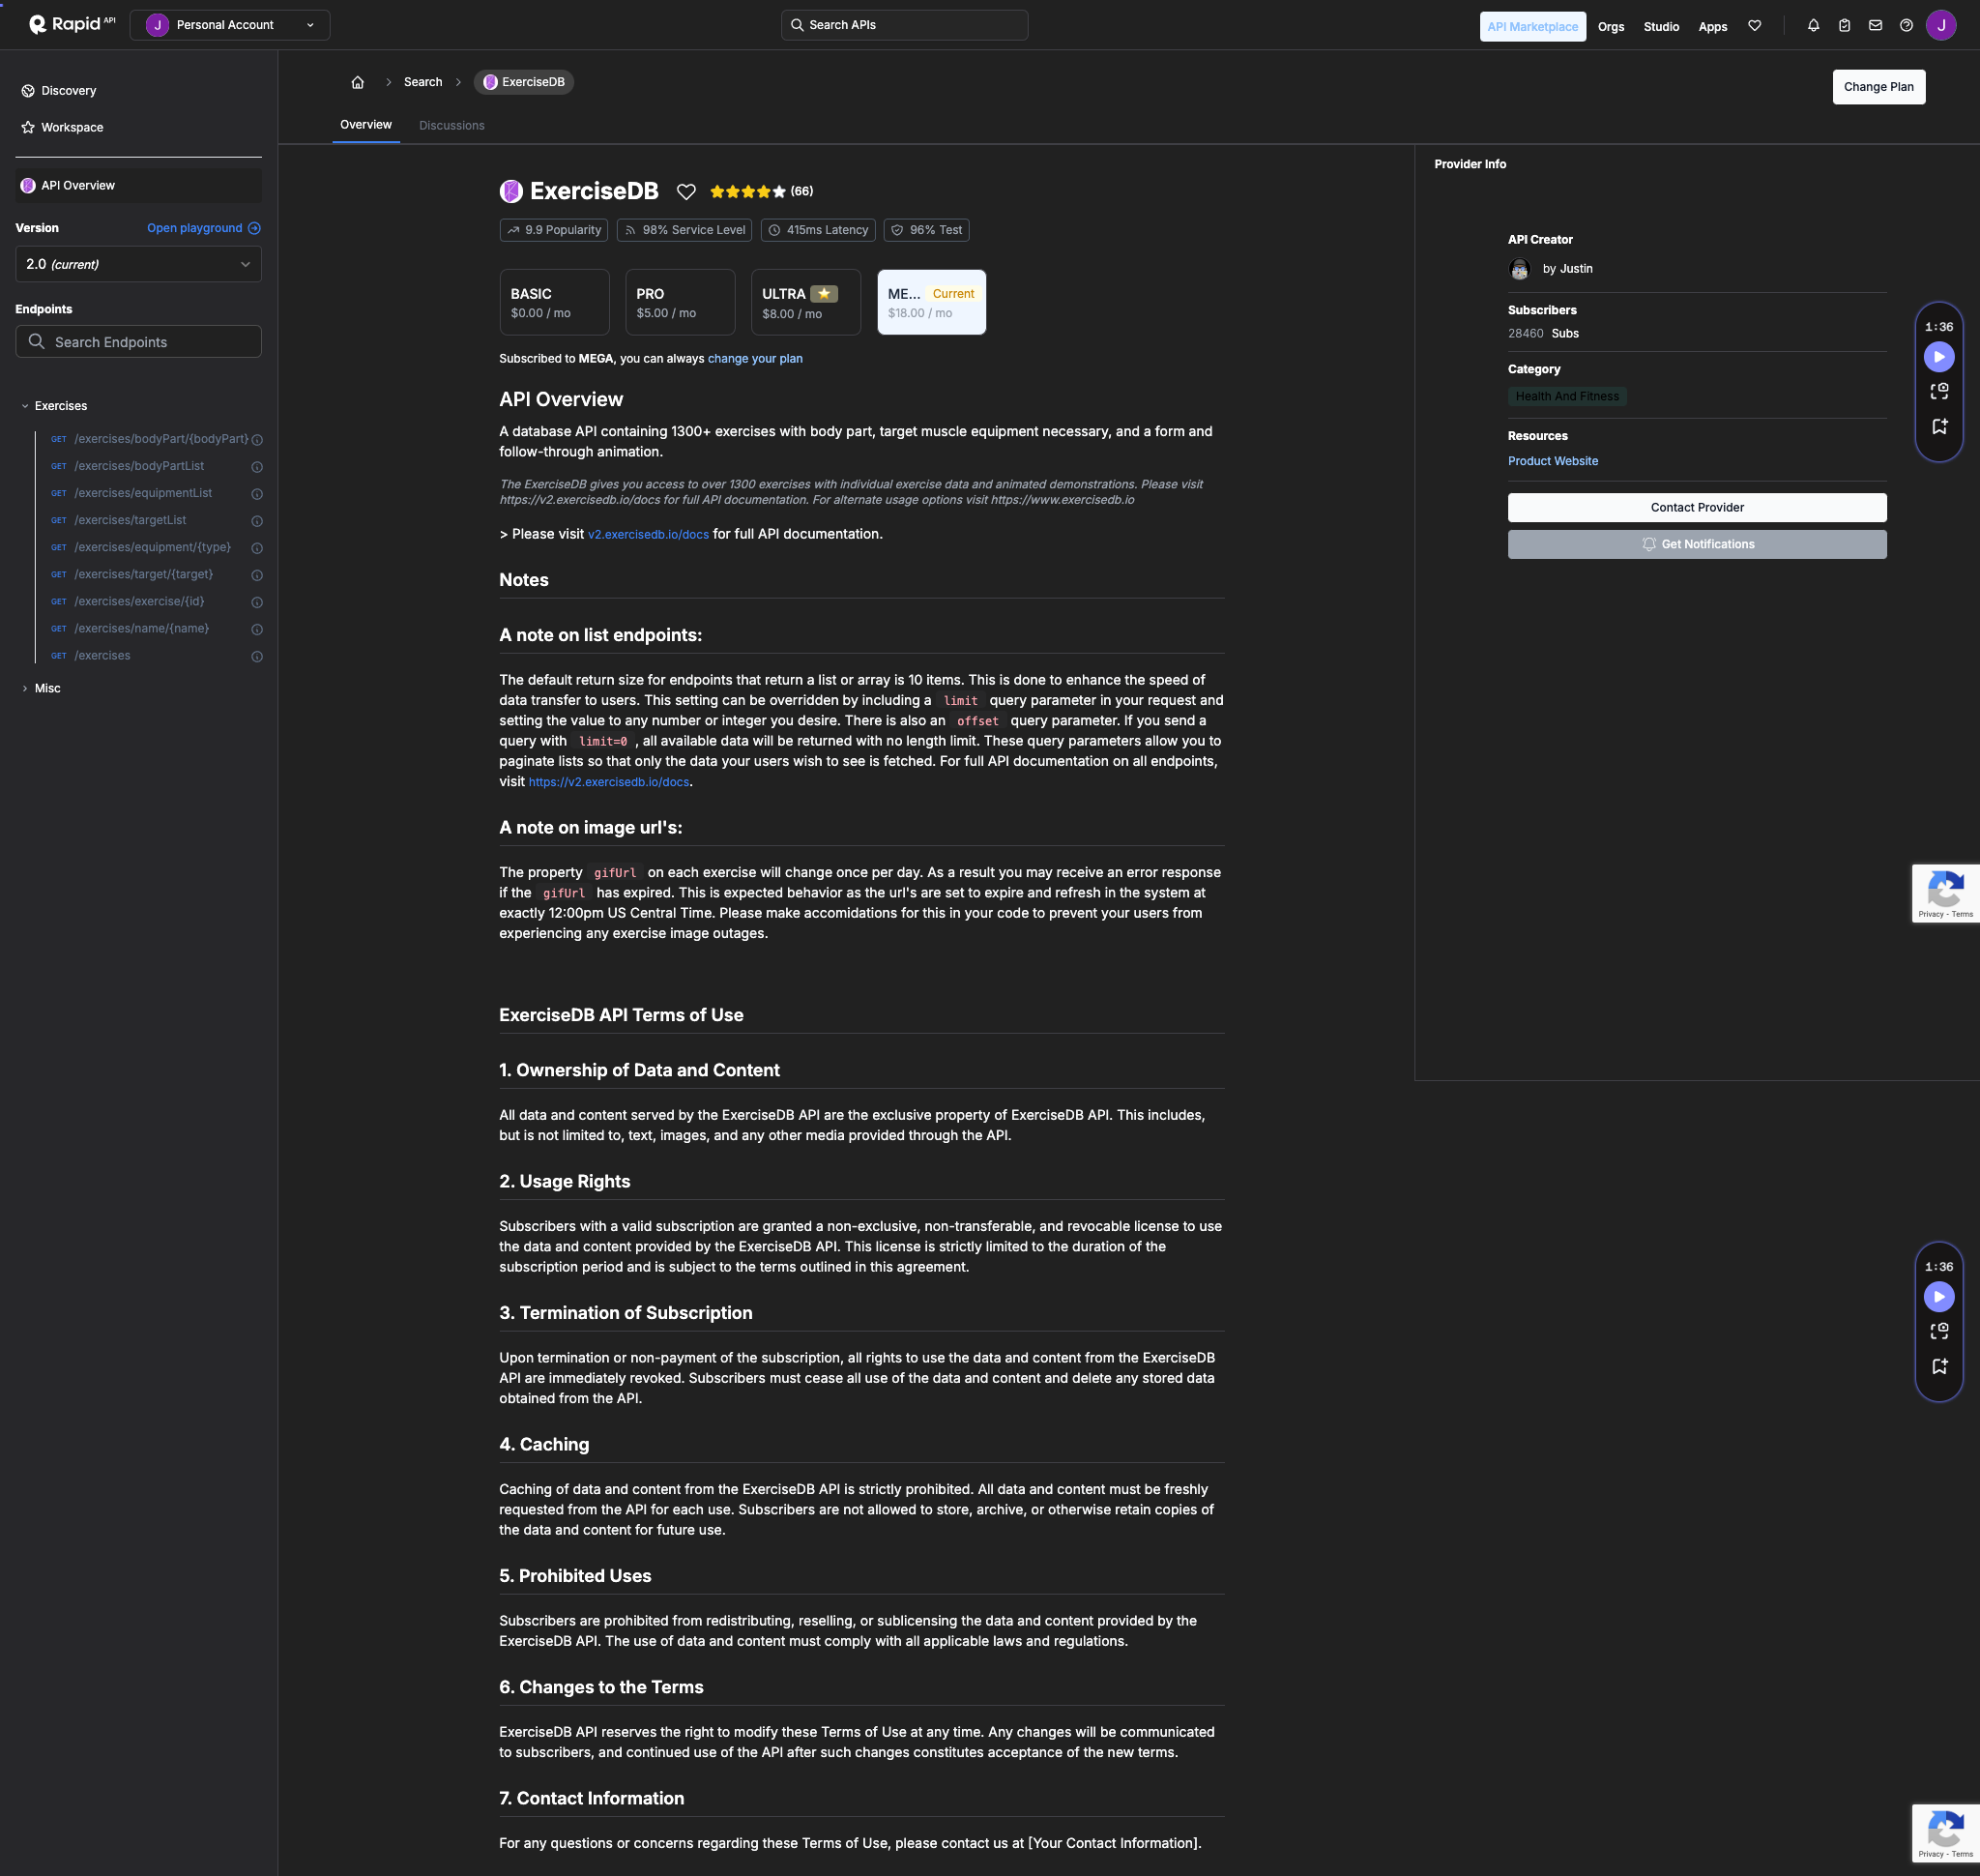 Rapid API
J Personal Account
Search APIs
API Marketplace
Orgs
Studio
Apps
J
Discovery
Workspace
API Overview
Version
Open playground
2.0 (current)
Endpoints
Search Endpoints
Exercises
GET /exercises/bodyPart/{bodyPart}
GET /exercises/bodyPartList
GET /exercises/equipmentList
GET /exercises/targetList
GET /exercises/equipment/{type}
GET /exercises/target/{target}
GET /exercises/exercise/{id}
GET /exercises/name/{name}
GET /exercises
Misc
Search
ExerciseDB
Change Plan
Overview
Discussions
ExerciseDB
(66)
9.9 Popularity
98% Service Level
415ms Latency
96% Test
BASIC
$0.00 / mo
PRO
$5.00 / mo
ULTRA
$8.00 / mo
ME... Current
$18.00 / mo
Subscribed to MEGA, you can always change your plan
API Overview
A database API containing 1300+ exercises with body part, target muscle equipment necessary, and a form and
follow-through animation.
The ExerciseDB gives you access to over 1300 exercises with individual exercise data and animated demonstrations. Please visit
https://v2.exercisedb.io/docs for full API documentation. For alternate usage options visit https://www.exercisedb.io
> Please visit v2.exercisedb.io/docs for full API documentation.
Notes
A note on list endpoints:
The default return size for endpoints that return a list or array is 10 items. This is done to enhance the speed of
data transfer to users. This setting can be overridden by including a limit query parameter in your request and
setting the value to any number or integer you desire. There is also an offset query parameter. If you send a
query with limit=0 , all available data will be returned with no length limit. These query parameters allow you to
paginate lists so that only the data your users wish to see is fetched. For full API documentation on all endpoints,
visit https://v2.exercisedb.io/docs.
A note on image url's:
The property gifUrl on each exercise will change once per day. As a result you may receive an error response
if the gifUrl has expired. This is expected behavior as the url's are set to expire and refresh in the system at
exactly 12:00pm US Central Time. Please make accomidations for this in your code to prevent your users from
experiencing any exercise image outages.
ExerciseDB API Terms of Use
1. Ownership of Data and Content
All data and content served by the ExerciseDB API are the exclusive property of ExerciseDB API. This includes,
but is not limited to, text, images, and any other media provided through the API.
2. Usage Rights
Subscribers with a valid subscription are granted a non-exclusive, non-transferable, and revocable license to use
the data and content provided by the ExerciseDB API. This license is strictly limited to the duration of the
subscription period and is subject to the terms outlined in this agreement.
3. Termination of Subscription
Upon termination or non-payment of the subscription, all rights to use the data and content from the ExerciseDB
API are immediately revoked. Subscribers must cease all use of the data and content and delete any stored data
obtained from the API.
4. Caching
Caching of data and content from the ExerciseDB API is strictly prohibited. All data and content must be freshly
requested from the API for each use. Subscribers are not allowed to store, archive, or otherwise retain copies of
the data and content for future use.
5. Prohibited Uses
Subscribers are prohibited from redistributing, reselling, or sublicensing the data and content provided by the
ExerciseDB API. The use of data and content must comply with all applicable laws and regulations.
6. Changes to the Terms
ExerciseDB API reserves the right to modify these Terms of Use at any time. Any changes will be communicated
to subscribers, and continued use of the API after such changes constitutes acceptance of the new terms.
7. Contact Information
For any questions or concerns regarding these Terms of Use, please contact us at [Your Contact Information].
Provider Info
API Creator
by Justin
Subscribers
28460 Subs
Category
Health And Fitness
Resources
Product Website
Contact Provider
Get Notifications
1:36
Privacy - Terms
1:36
Privacy - Terms